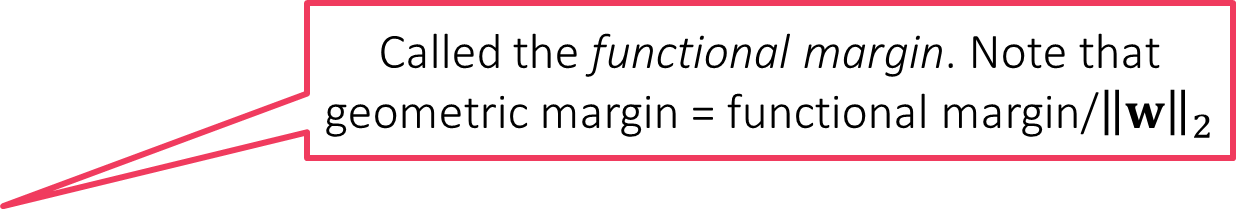 Called the functional margin. Note that
geometric margin = functional margin/‖𝐰‖₂